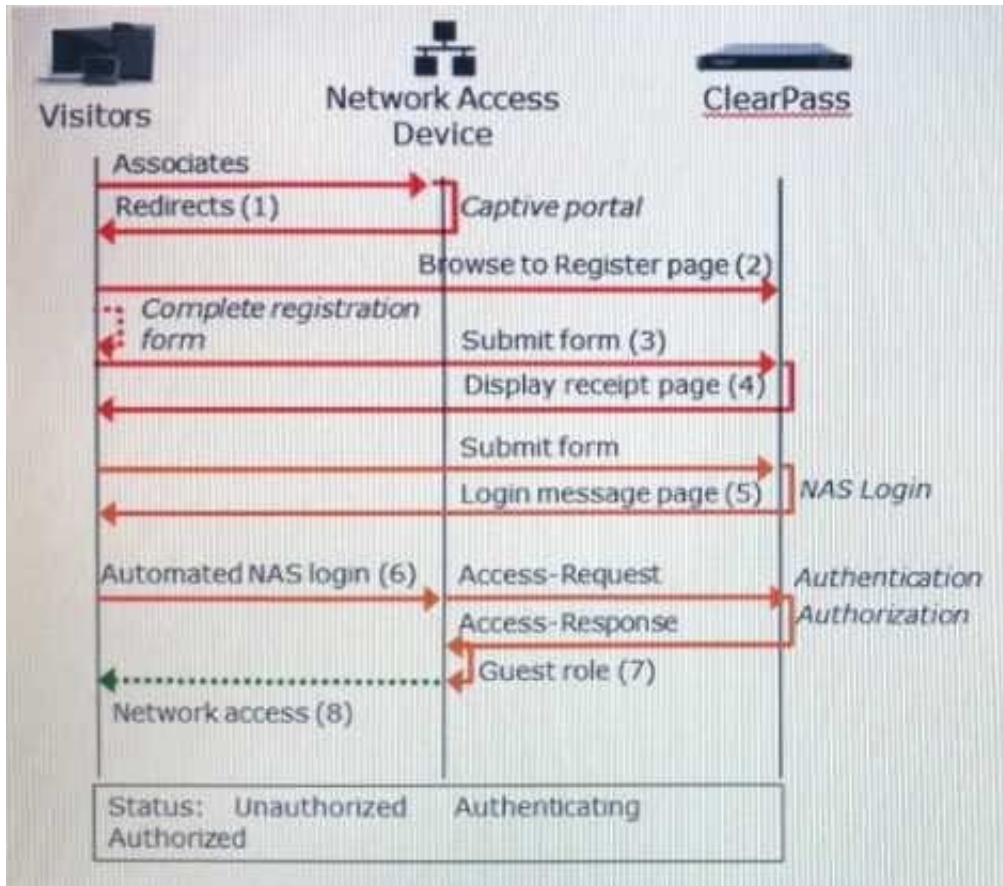 Visitors
Network Access
Device
ClearPass
Associates
Redirects (1)
Captive portal
Browse to Register page (2)
Complete registration
form
Submit form (3)
Display receipt page (4)
Submit form
Login message page (5)
NAS Login
Automated NAS login (6)
Access-Request
Authentication
Access-Response
Authorization
Guest role (7)
Network access (8)
Status: Unauthorized Authenticating
Authorized